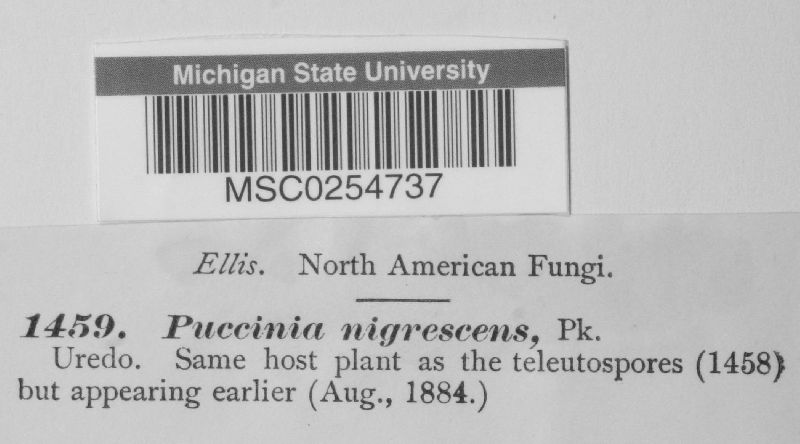 Michigan State University
MSC0254737
Ellis. North American Fungi.
1459. Puccinia nigrescens, Pk.
Uredo. Same host plant as the teleutospores (1458)
but appearing earlier (Aug., 1884.)